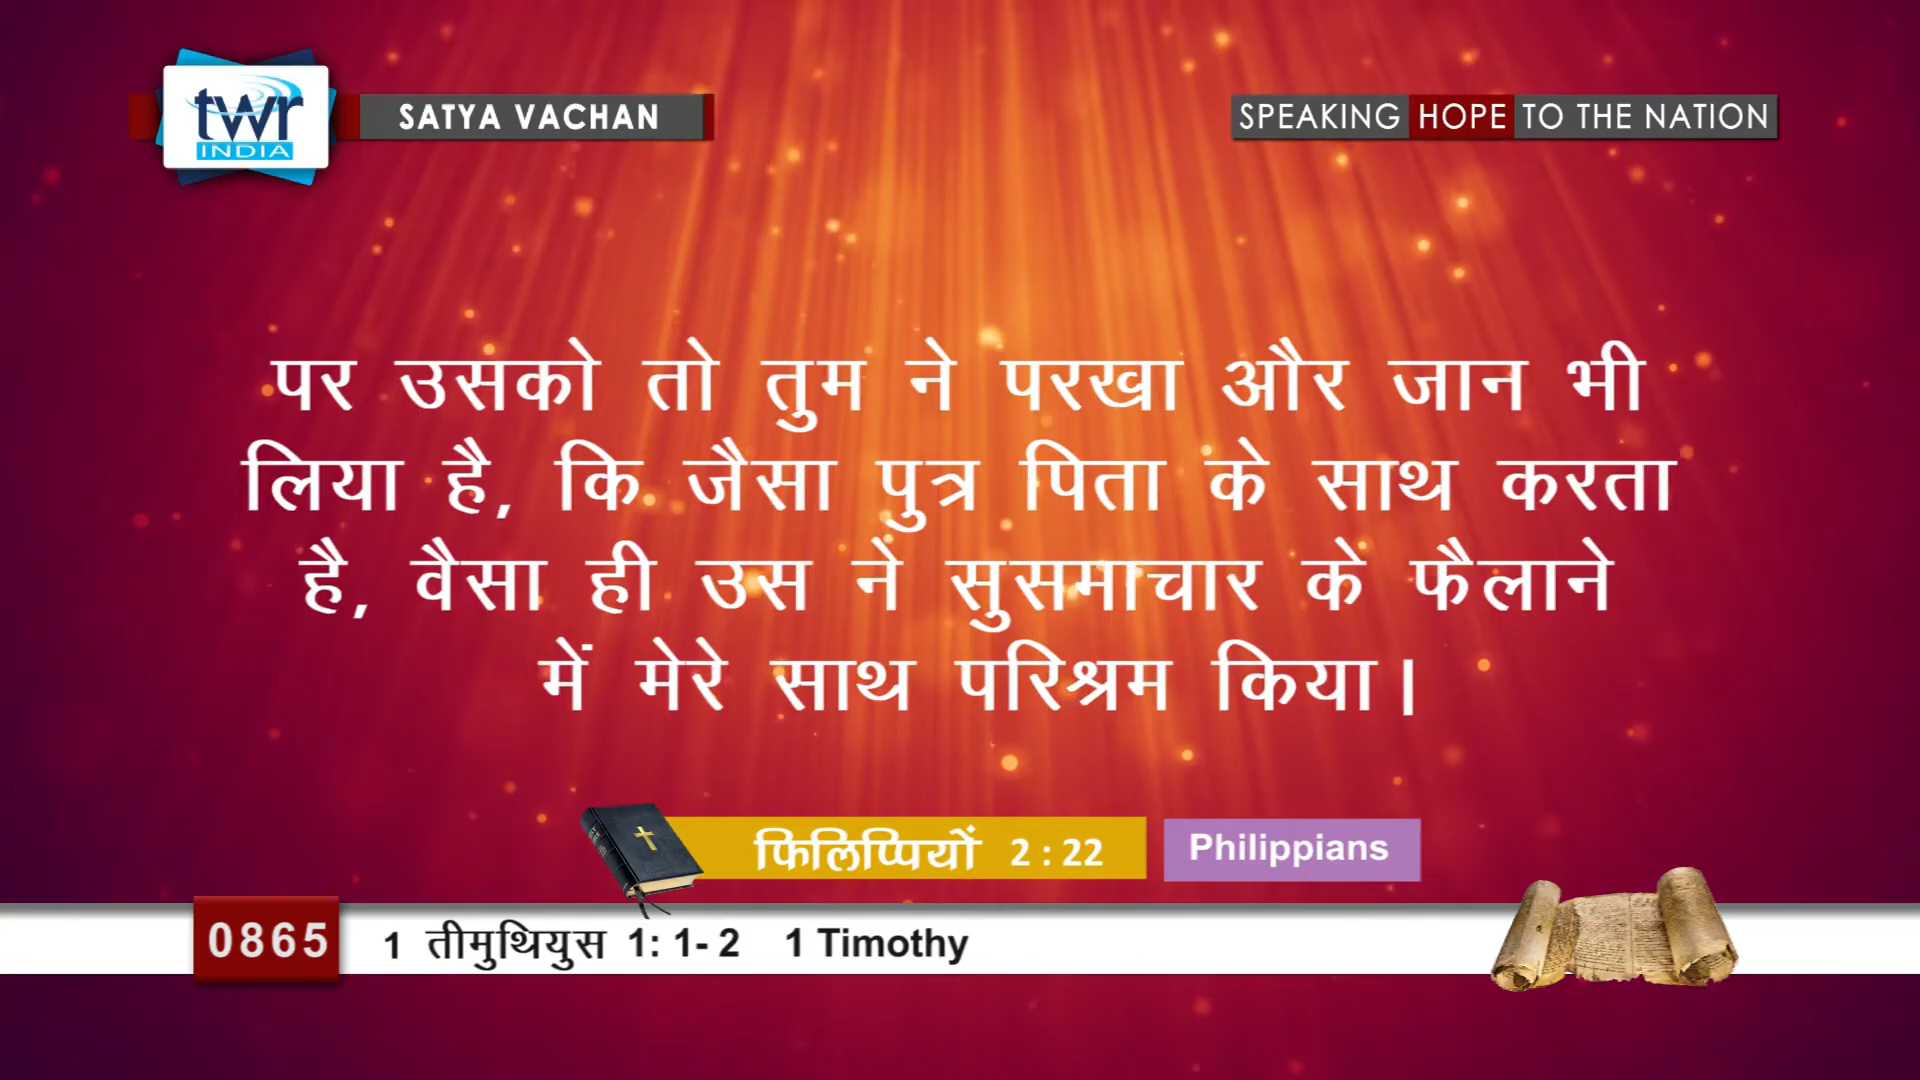 twr
INDIA
SATYA VACHAN
SPEAKING HOPE TO THE NATION
पर उसको तो तुम ने परखा और जान भी
लिया है, कि जैसा पुत्र पिता के साथ करता
है, वैसा ही उस ने सुसमाचार के फैलाने
में मेरे साथ परिश्रम किया।
फिलिप्पियों 2 : 22
Philippians
0865
1 तीमुथियुस 1: 1- 2 1 Timothy